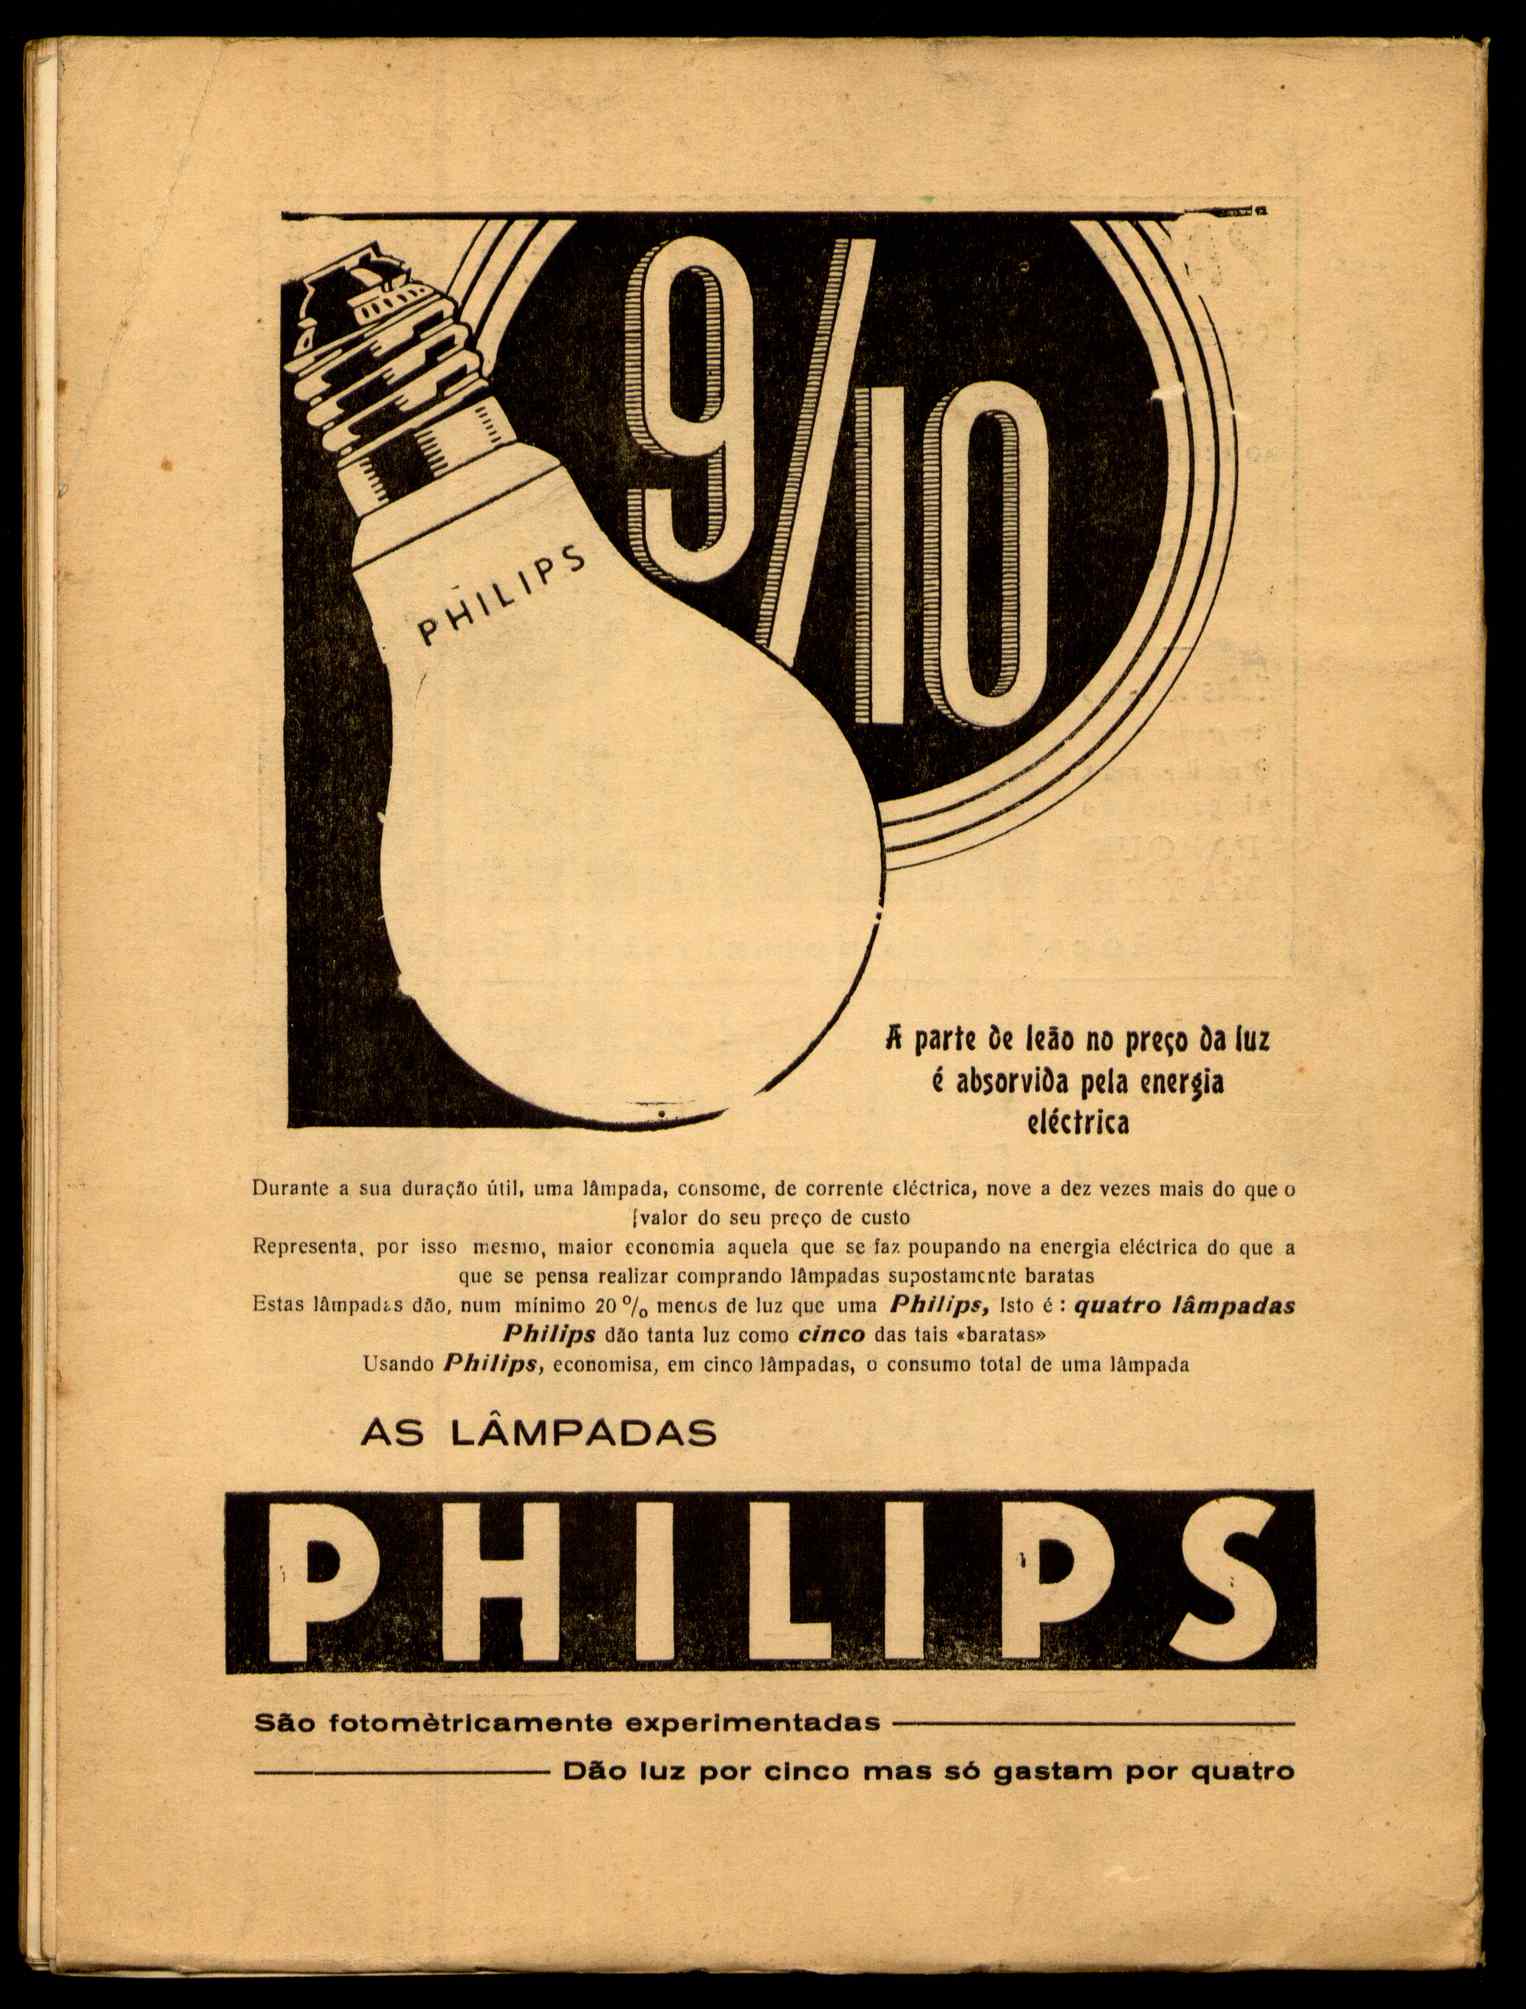 9/10
PHILIPS
A parte de leão no preço da luz
é absorvida pela energia
eléctrica
Durante a sua duração útil, uma lâmpada, consome, de corrente eléctrica, nove a dez vezes mais do que o
[valor do seu preço de custo
Representa, por isso mesmo, maior economia aquela que se faz poupando na energia eléctrica do que a
que se pensa realizar comprando lâmpadas supostamente baratas
Estas lâmpadas dão, num mínimo 20 % menos de luz que uma Philips, Isto é : quatro lâmpadas
Philips dão tanta luz como cinco das tais «baratas»
Usando Philips, economisa, em cinco lâmpadas, o consumo total de uma lâmpada
AS LÂMPADAS
PHILIPS
São fotomètricamente experimentadas
Dão luz por cinco mas só gastam por quatro